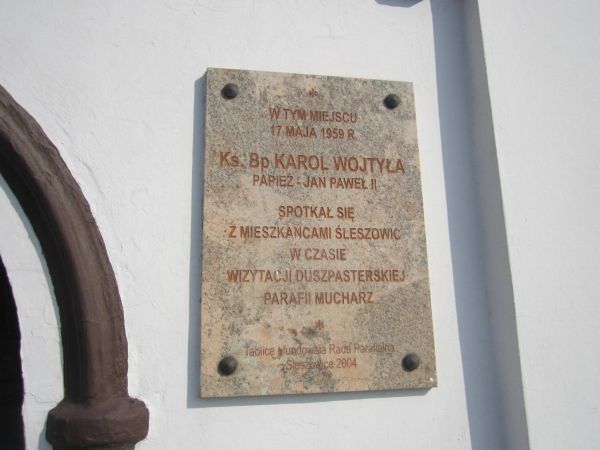 W TYM MIEJSCU
17 MAJA 1959 R.
Ks. Bp KAROL WOJTYŁA
PAPIEŻ - JAN PAWEŁ II
SPOTKAŁ SIĘ
Z MIESZKAŃCAMI ŚLESZOWIC
W CZASIE
WIZYTACJI DUSZPASTERSKIEJ
PARAFII MUCHARZ
Tablicę Mundowała Rada Parafialna
Śleszowice 2004